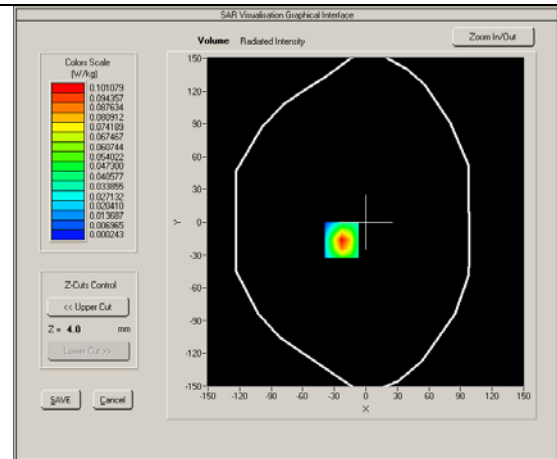 SAR Visualisation Graphical Interface
Volume Radiated Intensity
Zoom In/Out
Colors Scale
(W/kg)
0.101079
0.094357
0.087634
0.080912
0.074189
0.067467
0.060744
0.054022
0.047300
0.040577
0.033855
0.027132
0.020410
0.013687
0.006965
0.000243
Z-Cuts Control
<< Upper Cut
Z = 4.0 mm
Lower Cut >>
SAVE Cancel
150
120
90
60
30
0
-30
-60
-90
-120
-150
Y
-150 -120 -90 -60 -30 0 30 60 90 120 150
X